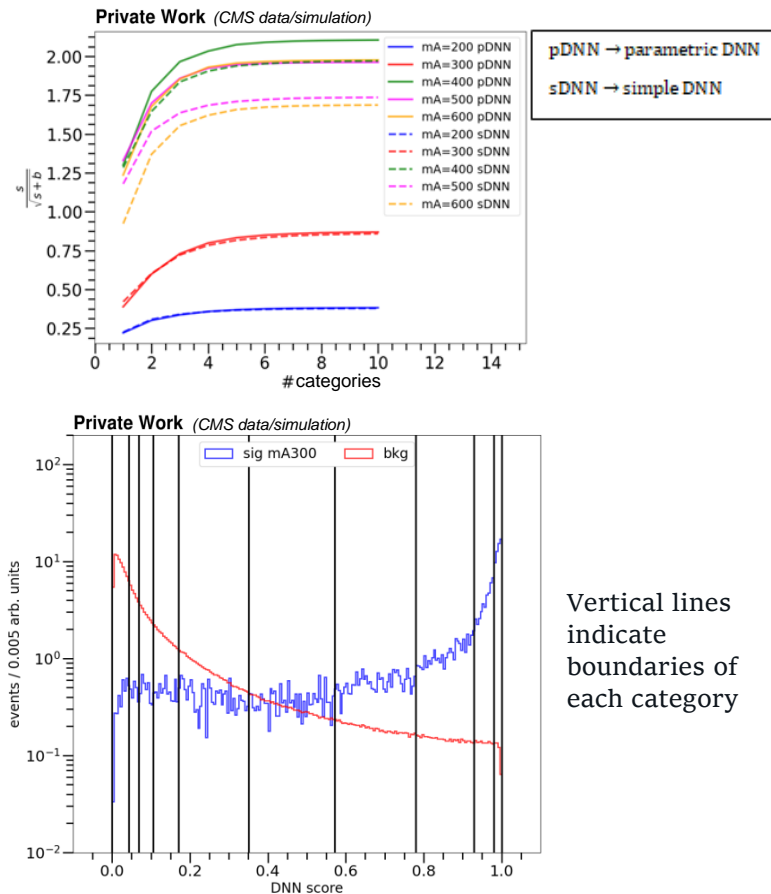 Private Work (CMS data/simulation)
pDNN → parametric DNN
sDNN → simple DNN
2.00
1.75
1.50
1.25
1.00
0.75
0.50
0.25
s
√s + b
mA=200 pDNN
mA=300 pDNN
mA=400 pDNN
mA=500 pDNN
mA=600 pDNN
mA=200 sDNN
mA=300 sDNN
mA=400 sDNN
mA=500 sDNN
mA=600 sDNN
0 2 4 6 8 10 12 14
#categories
Private Work (CMS data/simulation)
sig mA300 bkg
10²
10¹
10⁰
10⁻¹
10⁻²
events / 0.005 arb. units
0.0 0.2 0.4 0.6 0.8 1.0
DNN score
Vertical lines
indicate
boundaries of
each category